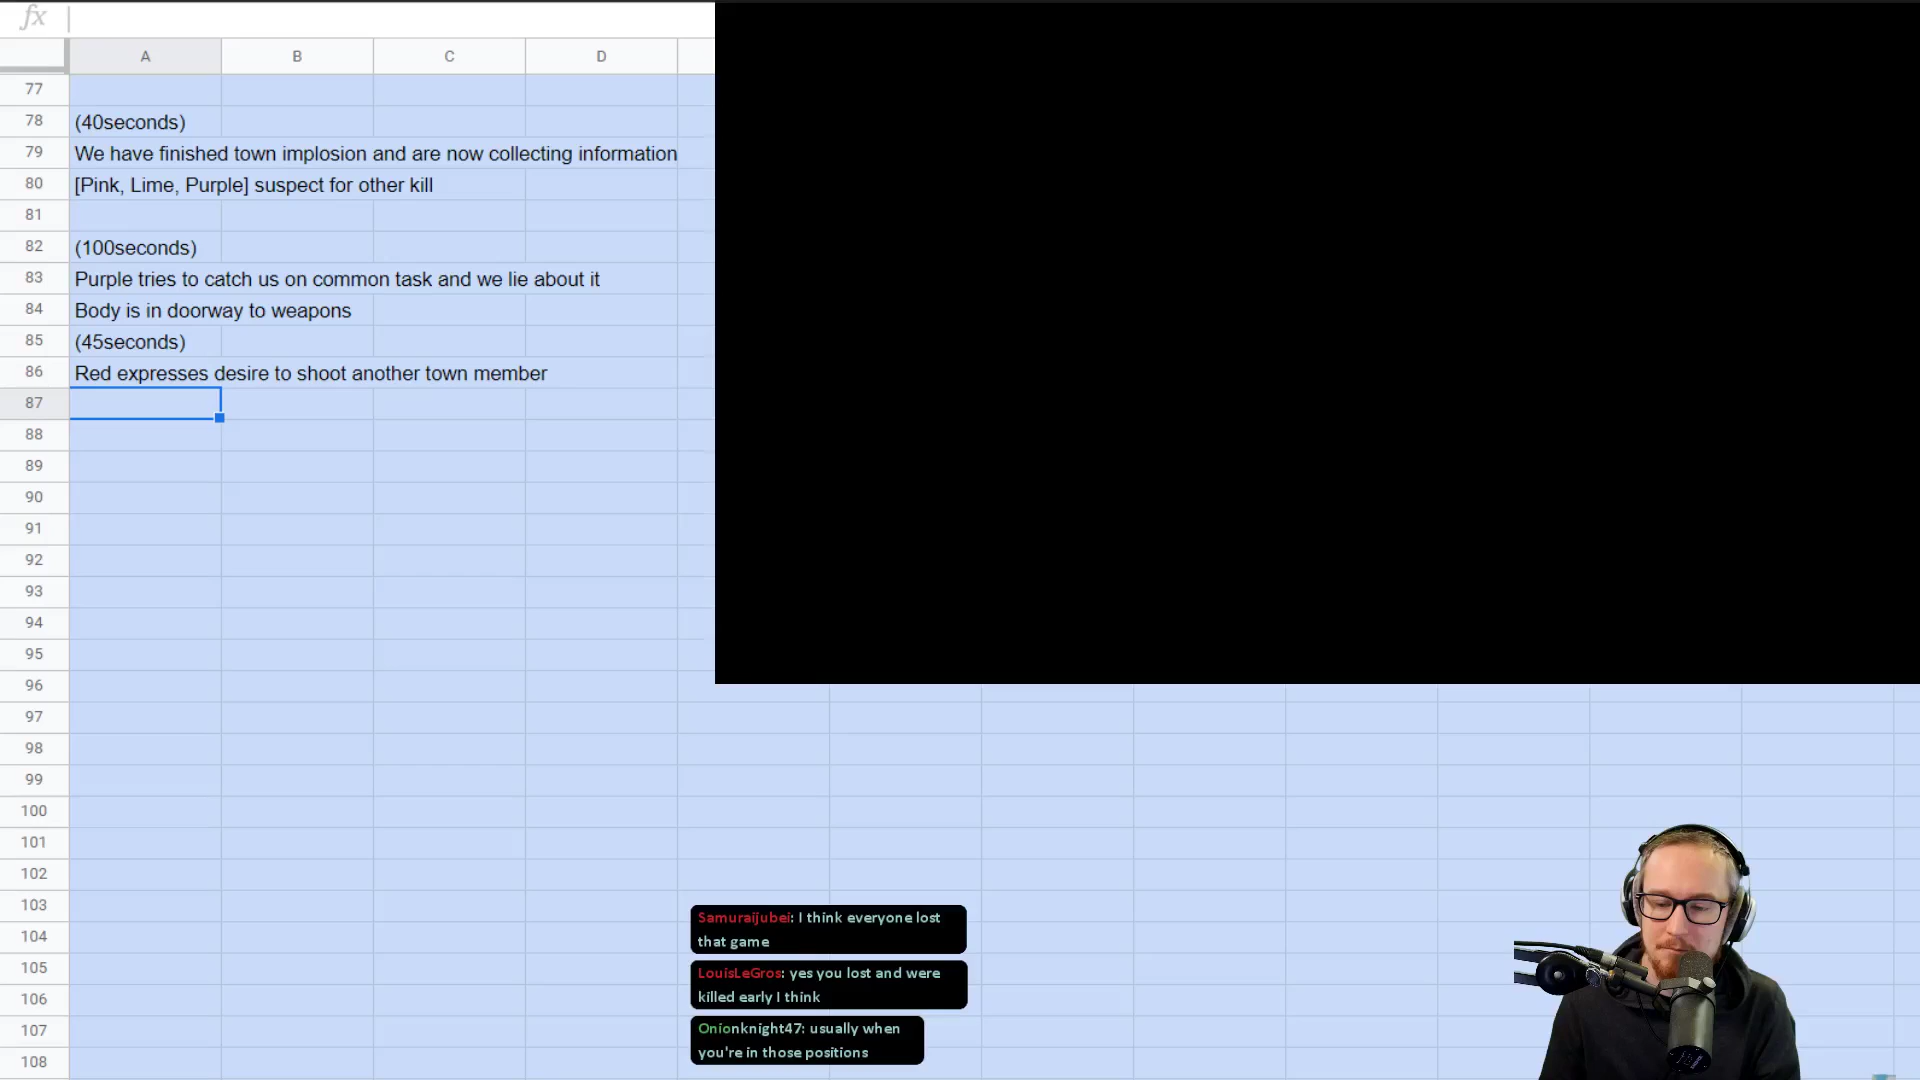 fx
A B C D
77
78 (40seconds)
79 We have finished town implosion and are now collecting information
80 [Pink, Lime, Purple] suspect for other kill
81
82 (100seconds)
83 Purple tries to catch us on common task and we lie about it
84 Body is in doorway to weapons
85 (45seconds)
86 Red expresses desire to shoot another town member
87
88
89
90
91
92
93
94
95
96
97
98
99
100
101
102
103
104
105
106
107
108
Samuraijubei: I think everyone lost
that game
LouisLeGros: yes you lost and were
killed early I think
Onionknight47: usually when
you're in those positions